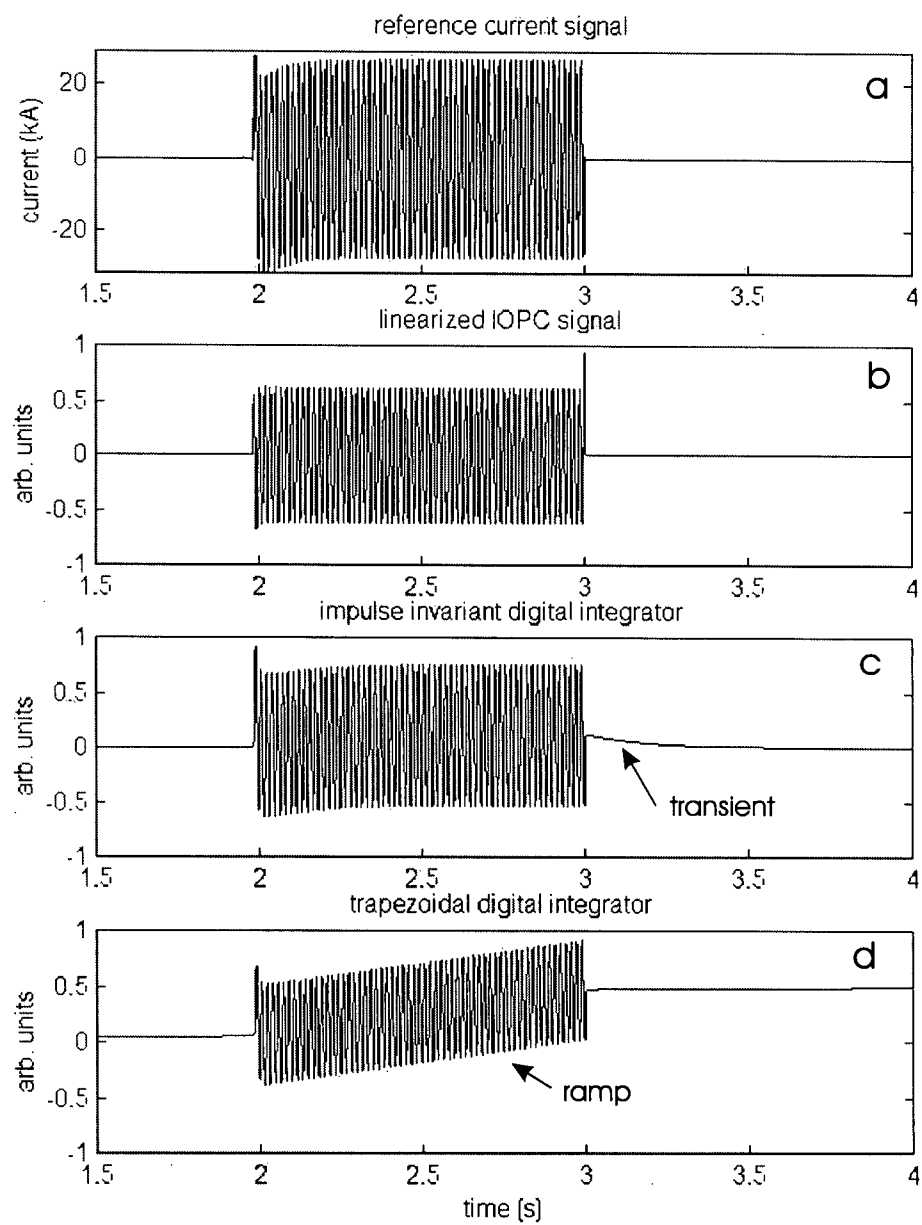 reference current signal
a
current (kA)
20
0
-20
1.5 2 2.5 3 3.5 4
linearized IOPC signal
b
arb. units
1
0.5
0
-0.5
-1
1.5 2 2.5 3 3.5 4
impulse invariant digital integrator
c
arb. units
1
0.5
0
-0.5
-1
transient
1.5 2 2.5 3 3.5 4
trapezoidal digital integrator
d
arb. units
1
0.5
0
-0.5
-1
ramp
1.5 2 2.5 3 3.5 4
time [s]